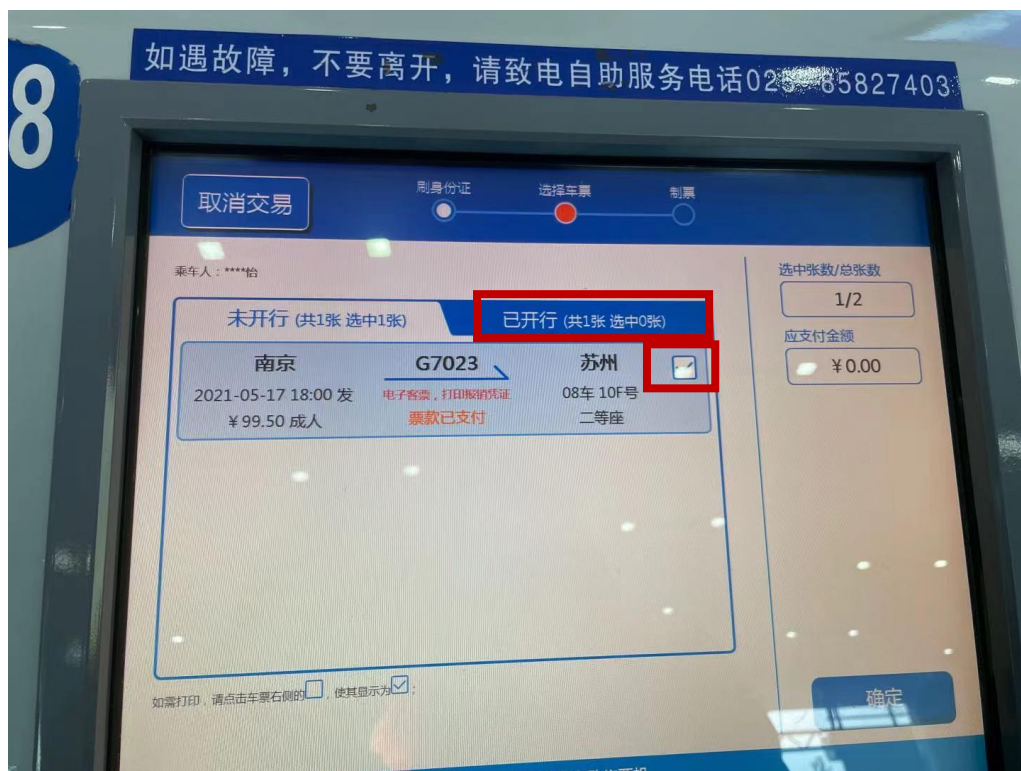 8
如遇故障，不要离开，请致电自助服务电话025-85827403
取消交易
刷身份证
选择车票
制票
乘车人：****怡
选中张数/总张数
1/2
未开行 (共1张 选中1张)
已开行 (共1张 选中0张)
应支付金额
￥0.00
南京
G7023
苏州
2021-05-17 18:00 发
电子客票，打印报销凭证
08车 10F号
￥99.50 成人
票款已支付
二等座
如需打印，请点击车票右侧的，使其显示为；
确定